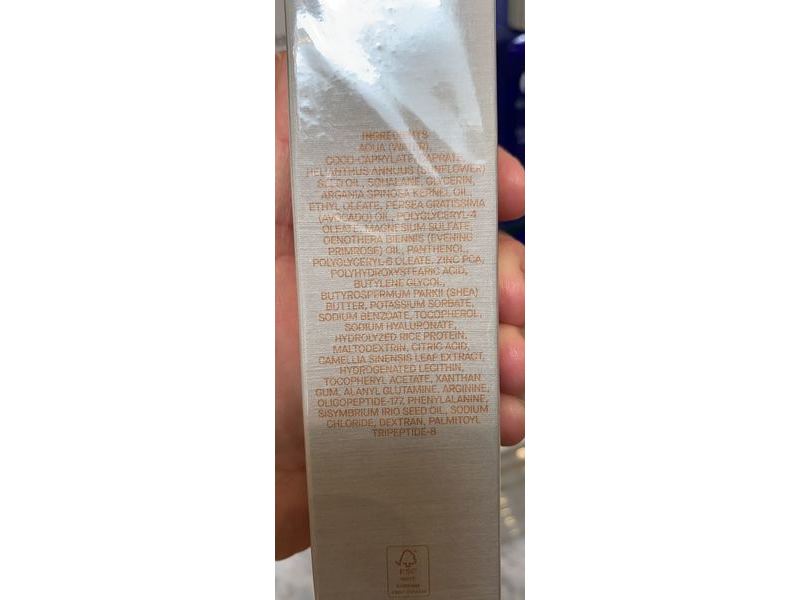 INGREDIENTS
AQUA (WATER),
COCO-CAPRYLATE/CAPRATE,
HELIANTHUS ANNUUS (SUNFLOWER)
SEED OIL, SQUALANE, GLYCERIN,
ARGANIA SPINOSA KERNEL OIL,
ETHYL OLEATE, PERSEA GRATISSIMA
(AVOCADO) OIL, POLYGLYCERYL-4
OLEATE, MAGNESIUM SULFATE,
OENOTHERA BIENNIS (EVENING
PRIMROSE) OIL, PANTHENOL,
POLYGLYCERYL-6 OLEATE, ZINC PCA,
POLYHYDROXYSTEARIC ACID,
BUTYLENE GLYCOL,
BUTYROSPERMUM PARKII (SHEA)
BUTTER, POTASSIUM SORBATE,
SODIUM BENZOATE, TOCOPHEROL,
SODIUM HYALURONATE,
HYDROLYZED RICE PROTEIN,
MALTODEXTRIN, CITRIC ACID,
CAMELLIA SINENSIS LEAF EXTRACT,
HYDROGENATED LECITHIN,
TOCOPHERYL ACETATE, XANTHAN
GUM, ALANYL GLUTAMINE, ARGININE,
OLIGOPEPTIDE-177, PHENYLALANINE,
SISYMBRIUM IRIO SEED OIL, SODIUM
CHLORIDE, DEXTRAN, PALMITOYL
TRIPEPTIDE-8
FSC